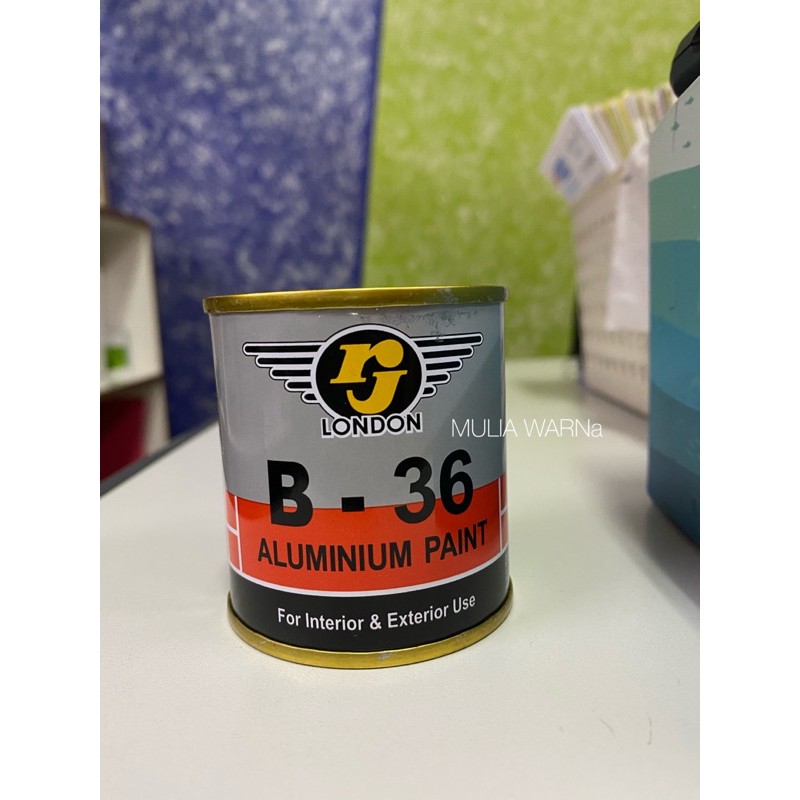 rj
LONDON
MULIA WARNa
B - 36
ALUMINIUM PAINT
For Interior & Exterior Use